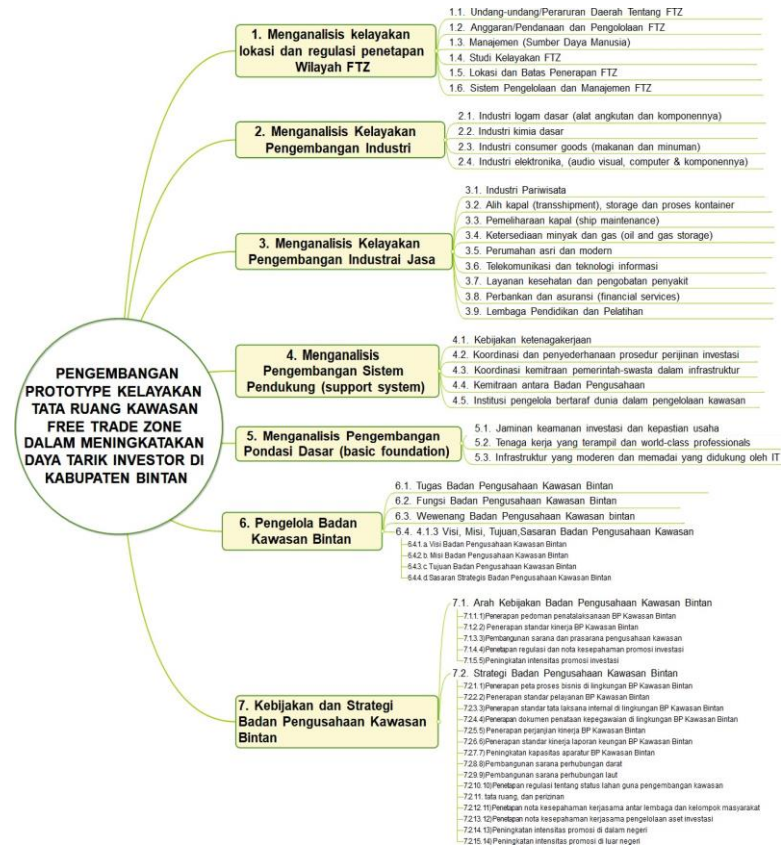 PENGEMBANGAN
PROTOTYPE KELAYAKAN
TATA RUANG KAWASAN
FREE TRADE ZONE
DALAM MENINGKATAKAN
DAYA TARIK INVESTOR DI
KABUPATEN BINTAN
1. Menganalisis kelayakan
lokasi dan regulasi penetapan
Wilayah FTZ
1.1. Undang-undang/Peraruran Daerah Tentang FTZ
1.2. Anggaran/Pendanaan dan Pengololaan FTZ
1.3. Manajemen (Sumber Daya Manusia)
1.4. Studi Kelayakan FTZ
1.5. Lokasi dan Batas Penerapan FTZ
1.6. Sistem Pengelolaan dan Manajemen FTZ
2. Menganalisis Kelayakan
Pengembangan Industri
2.1. Industri logam dasar (alat angkutan dan komponennya)
2.2. Industri kimia dasar
2.3. Industri consumer goods (makanan dan minuman)
2.4. Industri elektronika, (audio visual, computer & komponennya)
3. Menganalisis Kelayakan
Pengembangan Industrai Jasa
3.1. Industri Pariwisata
3.2. Alih kapal (transshipment), storage dan proses kontainer
3.3. Pemeliharaan kapal (ship maintenance)
3.4. Ketersediaan minyak dan gas (oil and gas storage)
3.5. Perumahan asri dan modern
3.6. Telekomunikasi dan teknologi informasi
3.7. Layanan kesehatan dan pengobatan penyakit
3.8. Perbankan dan asuransi (financial services)
3.9. Lembaga Pendidikan dan Pelatihan
4. Menganalisis
Pengembangan Sistem
Pendukung (support system)
4.1. Kebijakan ketenagakerjaan
4.2. Koordinasi dan penyederhanaan prosedur perijinan investasi
4.3. Koordinasi kemitraan pemerintah-swasta dalam infrastruktur
4.4. Kemitraan antara Badan Pengusahaan
4.5. Institusi pengelola bertaraf dunia dalam pengelolaan kawasan
5. Menganalisis Pengembangan
Pondasi Dasar (basic foundation)
5.1. Jaminan keamanan investasi dan kepastian usaha
5.2. Tenaga kerja yang terampil dan world-class professionals
5.3. Infrastruktur yang moderen dan memadai yang didukung oleh IT
6. Pengelola Badan
Kawasan Bintan
6.1. Tugas Badan Pengusahaan Kawasan Bintan
6.2. Fungsi Badan Pengusahaan Kawasan Bintan
6.3. Wewenang Badan Pengusahaan Kawasan bintan
6.4. 4.1.3 Visi, Misi, Tujuan,Sasaran Badan Pengusahaan Kawasan
6.4.1. a. Visi Badan Pengusahaan Kawasan Bintan
6.4.2. b. Misi Badan Pengusahaan Kawasan Bintan
6.4.3. c. Tujuan Badan Pengusahaan Kawasan Bintan
6.4.4. d. Sasaran Strategis Badan Pengusahaan Kawasan Bintan
7. Kebijakan dan Strategi
Badan Pengusahaan Kawasan
Bintan
7.1. Arah Kebijakan Badan Pengusahaan Kawasan Bintan
7.1.1. 1)Penerapan pedoman penatalaksanaan BP Kawasan Bintan
7.1.2. 2) Penerapan standar kinerja BP Kawasan Bintan
7.1.3. 3)Pembangunan sarana dan prasarana pengusahaan kawasan
7.1.4. 4)Penetapan regulasi dan nota kesepahaman promosi investasi
7.1.5. 5)Peningkatan intensitas promosi investasi
7.2. Strategi Badan Pengusahaan Kawasan Bintan
7.2.1. 1)Penerapan peta proses bisnis di lingkungan BP Kawasan Bintan
7.2.2. 2)Penerapan standar pelayanan BP Kawasan Bintan
7.2.3. 3)Penerapan standar tata laksana internal di lingkungan BP Kawasan Bintan
7.2.4. 4)Penerapan dokumen penataan kepegawaian di lingkungan BP Kawasan Bintan
7.2.5. 5)Penerapan perjanjian kinerja BP Kawasan Bintan
7.2.6. 6)Penerapan standar kinerja laporan keungan BP Kawasan Bintan
7.2.7. 7)Peningkatan kapasitas aparatur BP Kawasan Bintan
7.2.8. 8)Pembangunan sarana perhubungan darat
7.2.9. 9)Pembangunan sarana perhubungan laut
7.2.10. 10)Penetapan regulasi tentang status lahan guna pengembangan kawasan
7.2.11. tata ruang, dan perizinan
7.2.12. 11)Penetapan nota kesepahaman kerjasama antar lembaga dan kelompok masyarakat
7.2.13. 12)Penetapan nota kesepahaman kerjasama pengelolaan aset investasi
7.2.14. 13)Peningkatan intensitas promosi di dalam negeri
7.2.15. 14)Peningkatan intensitas promosi di luar negeri